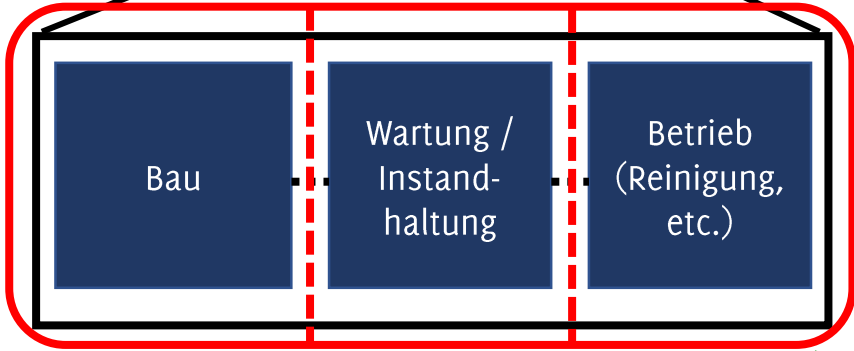 Bau
Wartung /
Instand-
haltung
Betrieb
(Reinigung,
etc.)